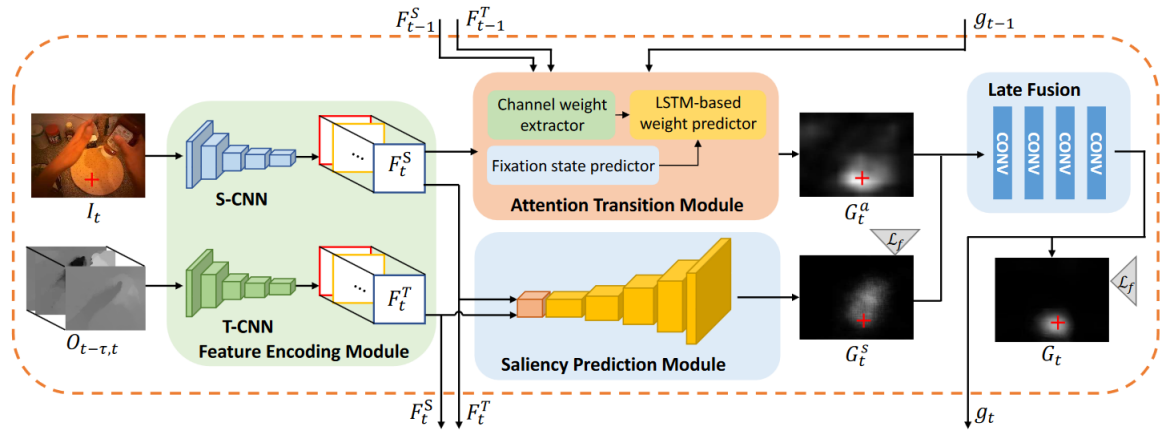 F_{t-1}^S F_{t-1}^T g_{t-1}
Channel weight
extractor
LSTM-based
weight predictor
Fixation state predictor
Attention Transition Module
Late Fusion
CONV CONV CONV CONV
I_t
S-CNN
...
F_t^S
G_t^a
ℒ_f
O_{t-τ,t}
T-CNN
...
F_t^T
Feature Encoding Module
Saliency Prediction Module
G_t^s
ℒ_f
G_t
F_t^S F_t^T g_t